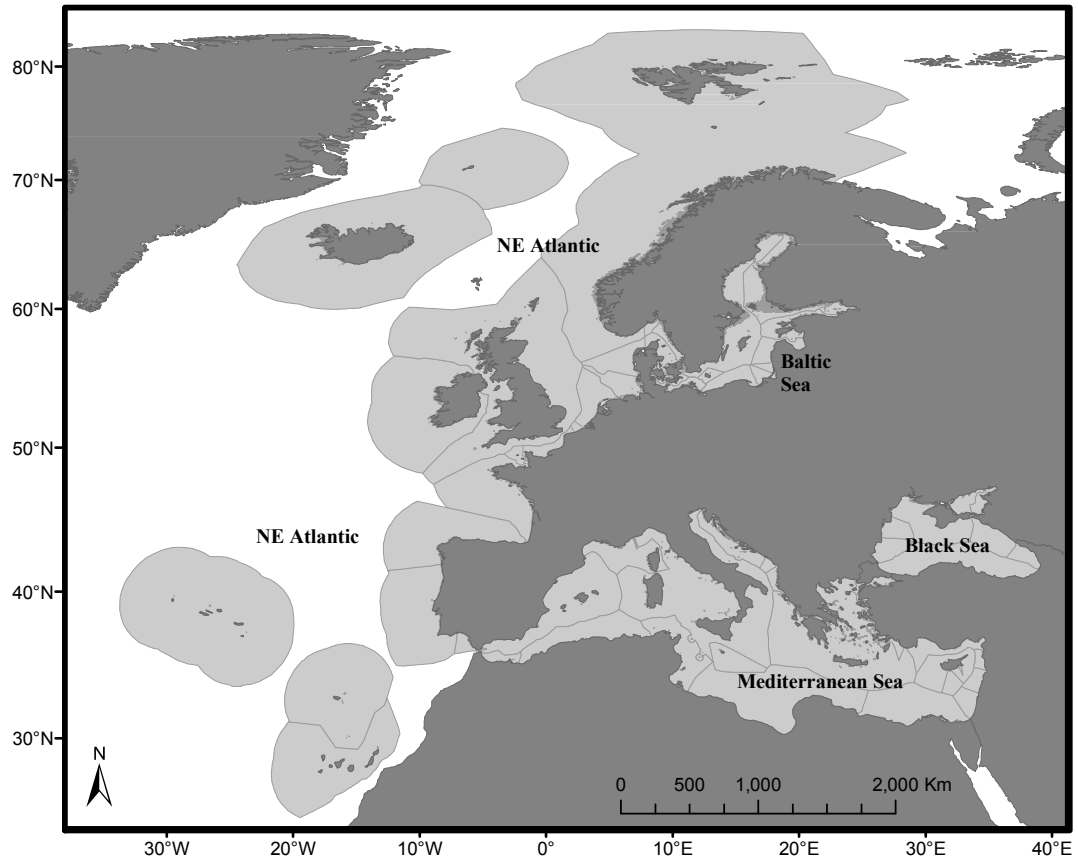 80°N
70°N
NE Atlantic
60°N
Baltic
Sea
50°N
NE Atlantic
Black Sea
40°N
Mediterranean Sea
30°N
N
0 500 1,000 2,000 Km
30°W 20°W 10°W 0° 10°E 20°E 30°E 40°E